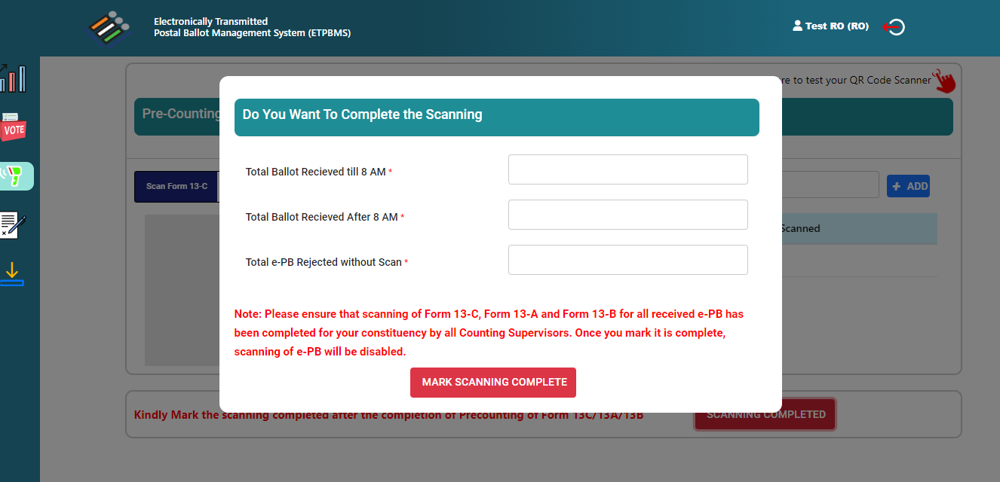 Electronically Transmitted
Postal Ballot Management System (ETPBMS)
Test RO (RO)
re to test your QR Code Scanner
Pre-Counting
Do You Want To Complete the Scanning
VOTE
Total Ballot Recieved till 8 AM *
Scan Form 13-C
+ ADD
Total Ballot Recieved After 8 AM *
Scanned
Total e-PB Rejected without Scan *
Note: Please ensure that scanning of Form 13-C, Form 13-A and Form 13-B for all received e-PB has
been completed for your constituency by all Counting Supervisors. Once you mark it is complete,
scanning of e-PB will be disabled.
MARK SCANNING COMPLETE
Kindly Mark the scanning completed after the completion of Precounting of Form 13C/13A/13B
SCANNING COMPLETED